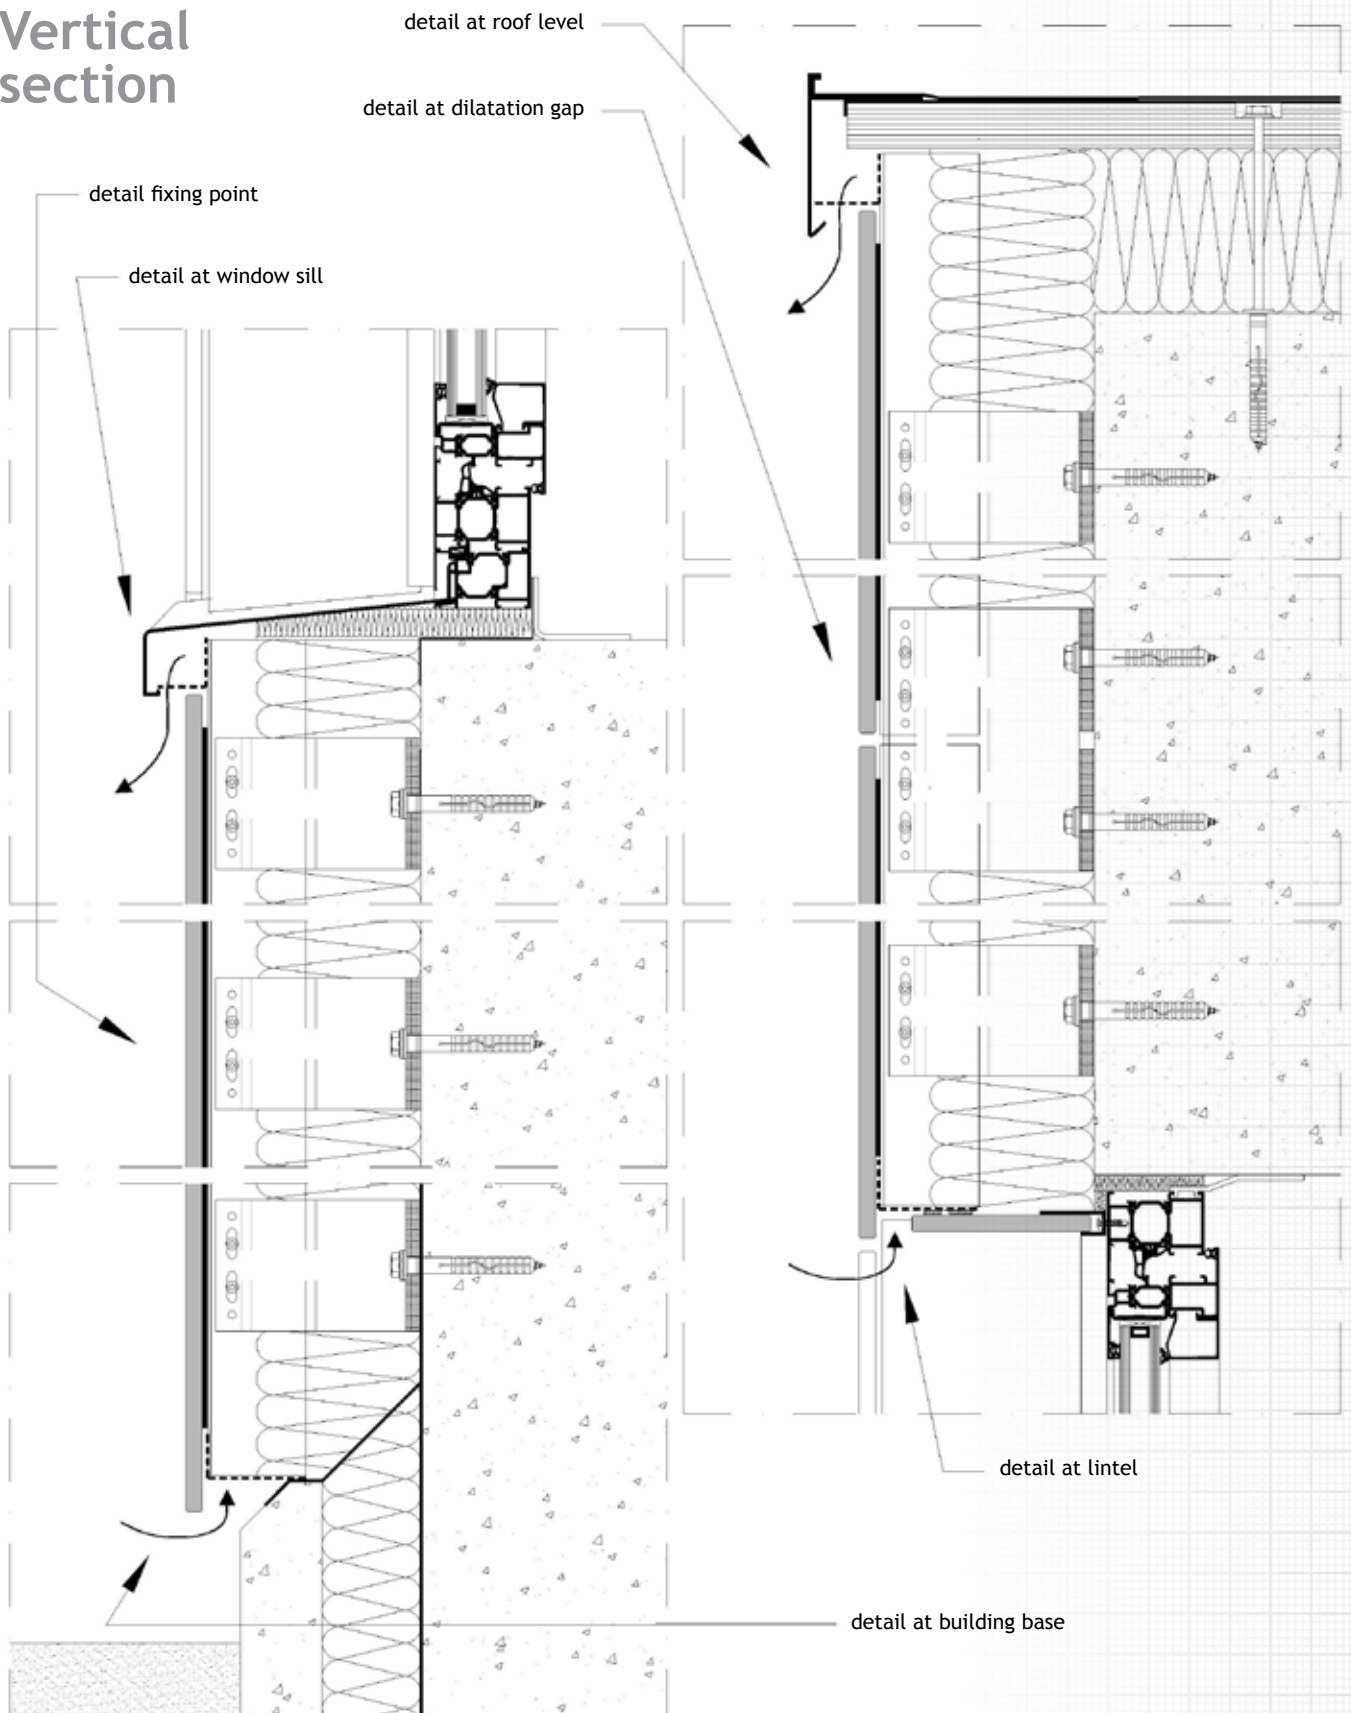 Vertical
section
detail at roof level
detail at dilatation gap
detail fixing point
detail at window sill
detail at lintel
detail at building base